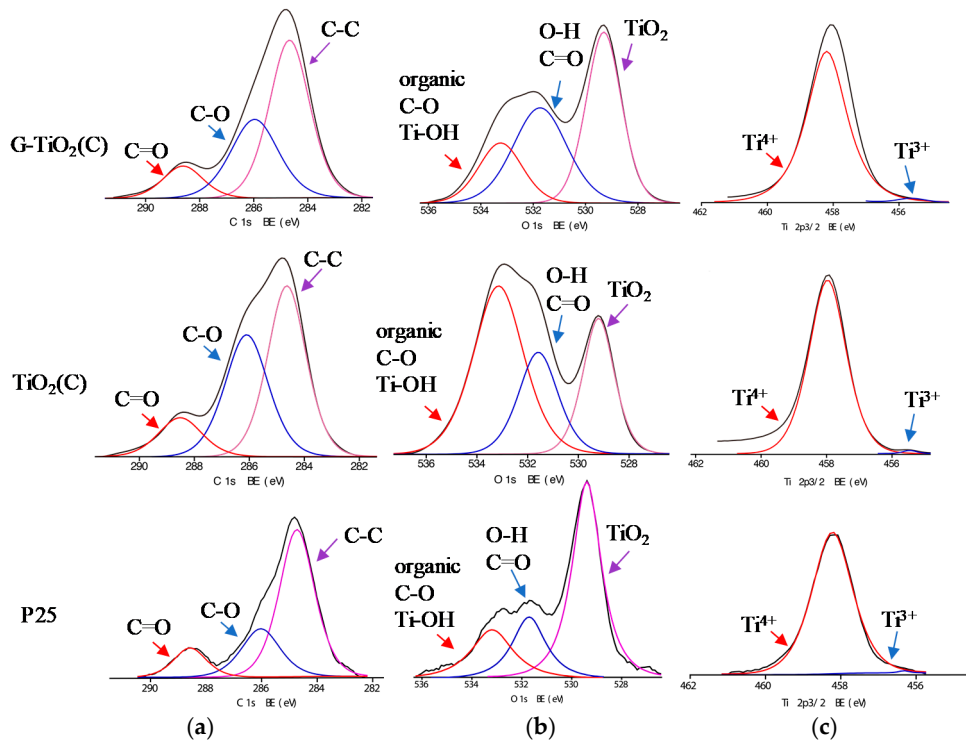 G-TiO₂(C)
C=O
C-O
C-C
290 288 286 284 282
C 1s BE (eV)
organic
C-O
Ti-OH
O-H
C=O
TiO₂
536 534 532 530 528
O 1s BE (eV)
Ti⁴⁺
Ti³⁺
462 460 458 456
Ti 2p3/2 BE (eV)
TiO₂(C)
C=O
C-O
C-C
290 288 286 284 282
C 1s BE (eV)
organic
C-O
Ti-OH
O-H
C=O
TiO₂
536 534 532 530 528
O 1s BE (eV)
Ti⁴⁺
Ti³⁺
462 460 458 456
Ti 2p3/2 BE (eV)
P25
C=O
C-O
C-C
290 288 286 284 282
C 1s BE (eV)
organic
C-O
Ti-OH
O-H
C=O
TiO₂
536 534 532 530 528
O 1s BE (eV)
Ti⁴⁺
Ti³⁺
462 460 458 456
Ti 2p3/2 BE (eV)
(a) (b) (c)